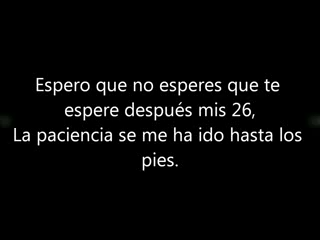 Espero que no esperes que te
espere después mis 26,
La paciencia se me ha ido hasta los
pies.